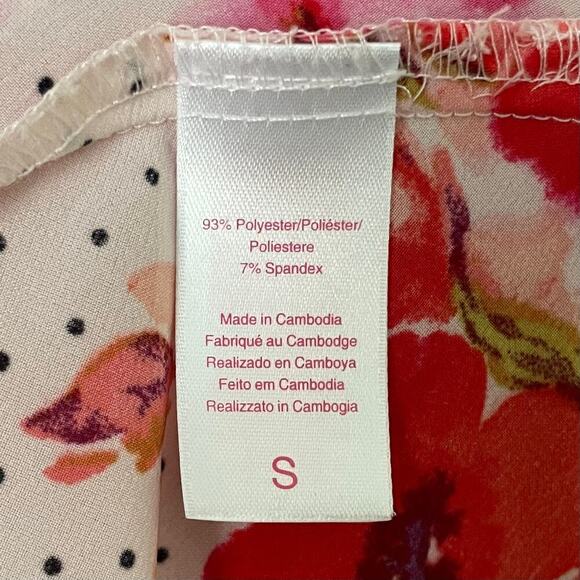 93% Polyester/Poliéster/
Poliestere
7% Spandex
Made in Cambodia
Fabriqué au Cambodge
Realizado en Camboya
Feito em Cambodia
Realizzato in Cambogia
S